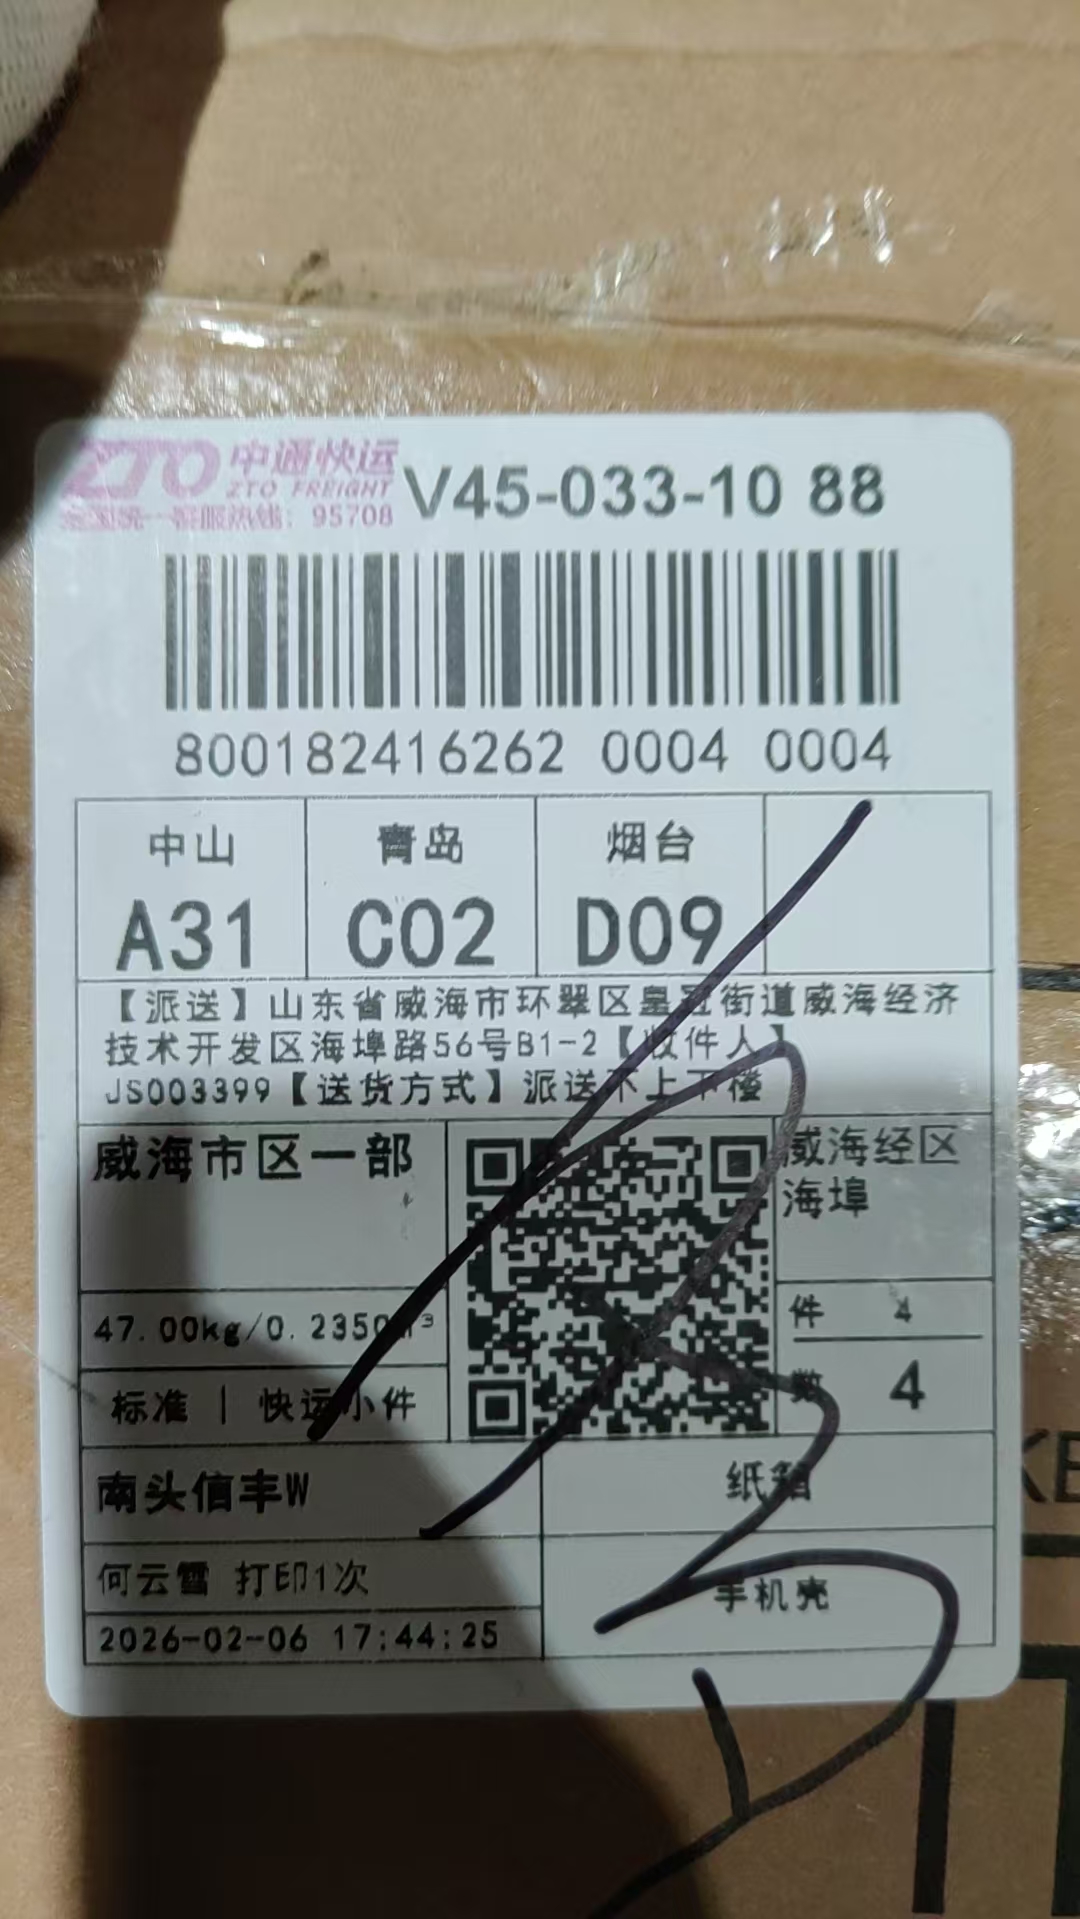 ZTO 中通快运
ZTO FREIGHT
全国统一客服热线：95708
V45-033-10 88
800182416262 0004 0004
中山 青岛 烟台
A31 C02 D09
【派送】山东省威海市环翠区皇冠街道威海经济
技术开发区海埠路56号B1-2【收件人】
JS003399【送货方式】派送不上下楼
威海市区一部
威海经区
海埠
47.00kg/0.2350m³
件 4
数 4
标准 | 快运小件
南头信丰W
纸箱
何云雪 打印1次
手机壳
2026-02-06 17:44:25